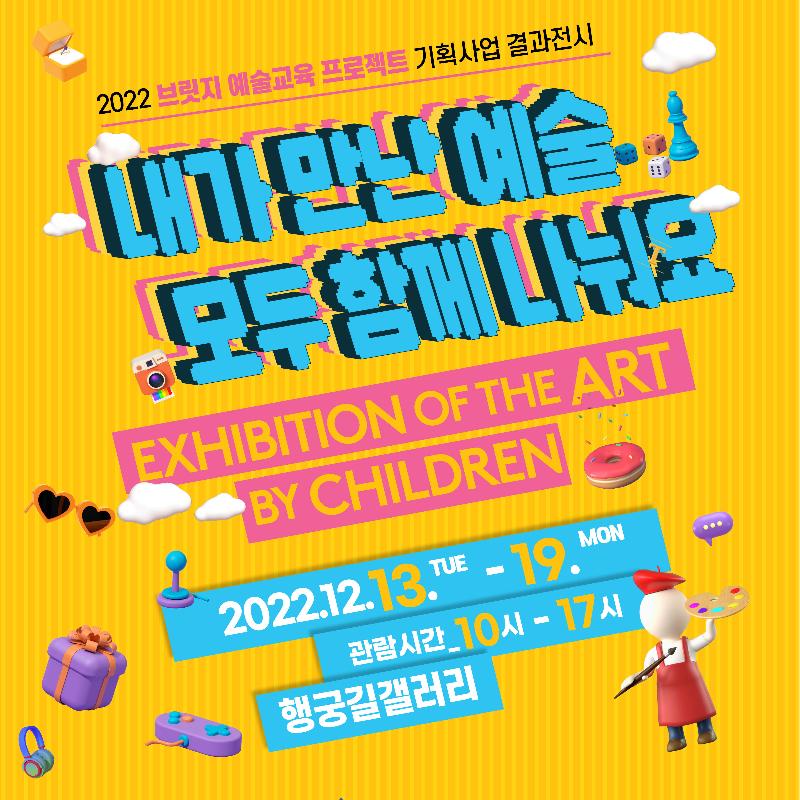 2022 브릿지 예술교육 프로젝트 기획사업 결과전시
내가 만난 예술
모두 함께 나눠요
EXHIBITION OF THE ART
BY CHILDREN
2022.12.13.TUE - 19.MON
관람시간_10시 - 17시
행궁길갤러리